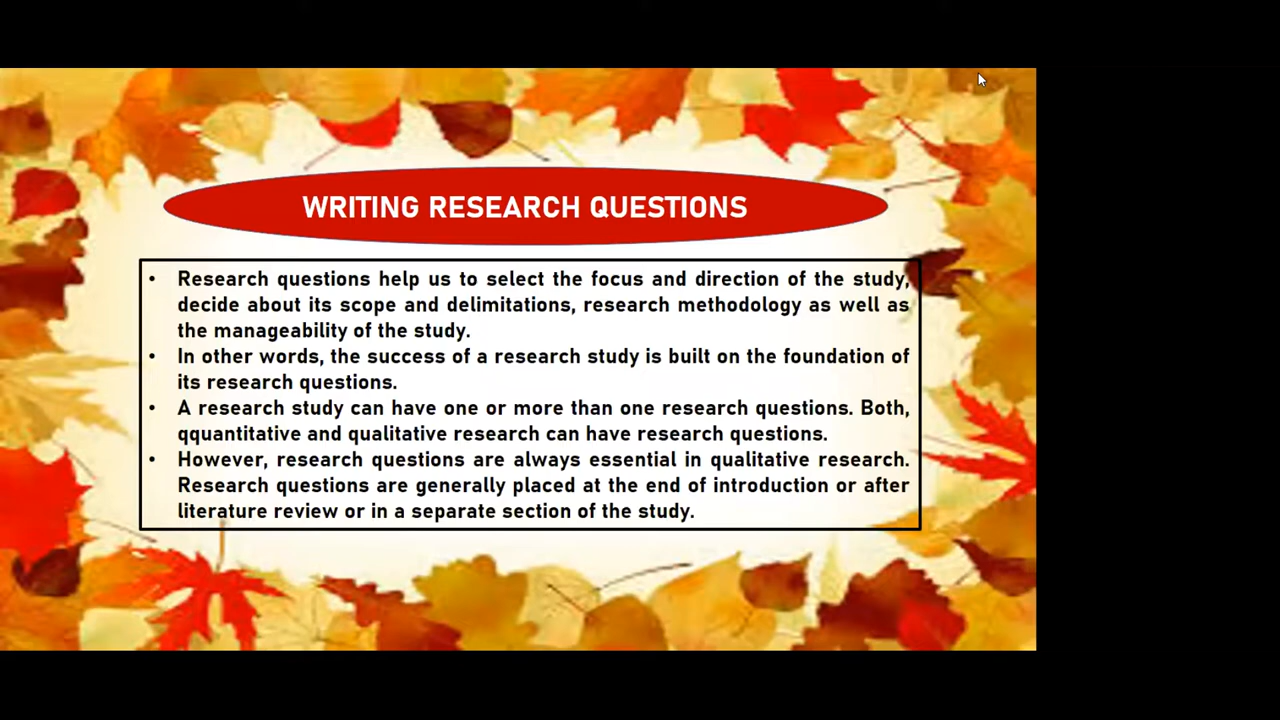 WRITING RESEARCH QUESTIONS
• Research questions help us to select the focus and direction of the study,
decide about its scope and delimitations, research methodology as well as
the manageability of the study.
• In other words, the success of a research study is built on the foundation of
its research questions.
• A research study can have one or more than one research questions. Both,
qquantitative and qualitative research can have research questions.
• However, research questions are always essential in qualitative research.
Research questions are generally placed at the end of introduction or after
literature review or in a separate section of the study.